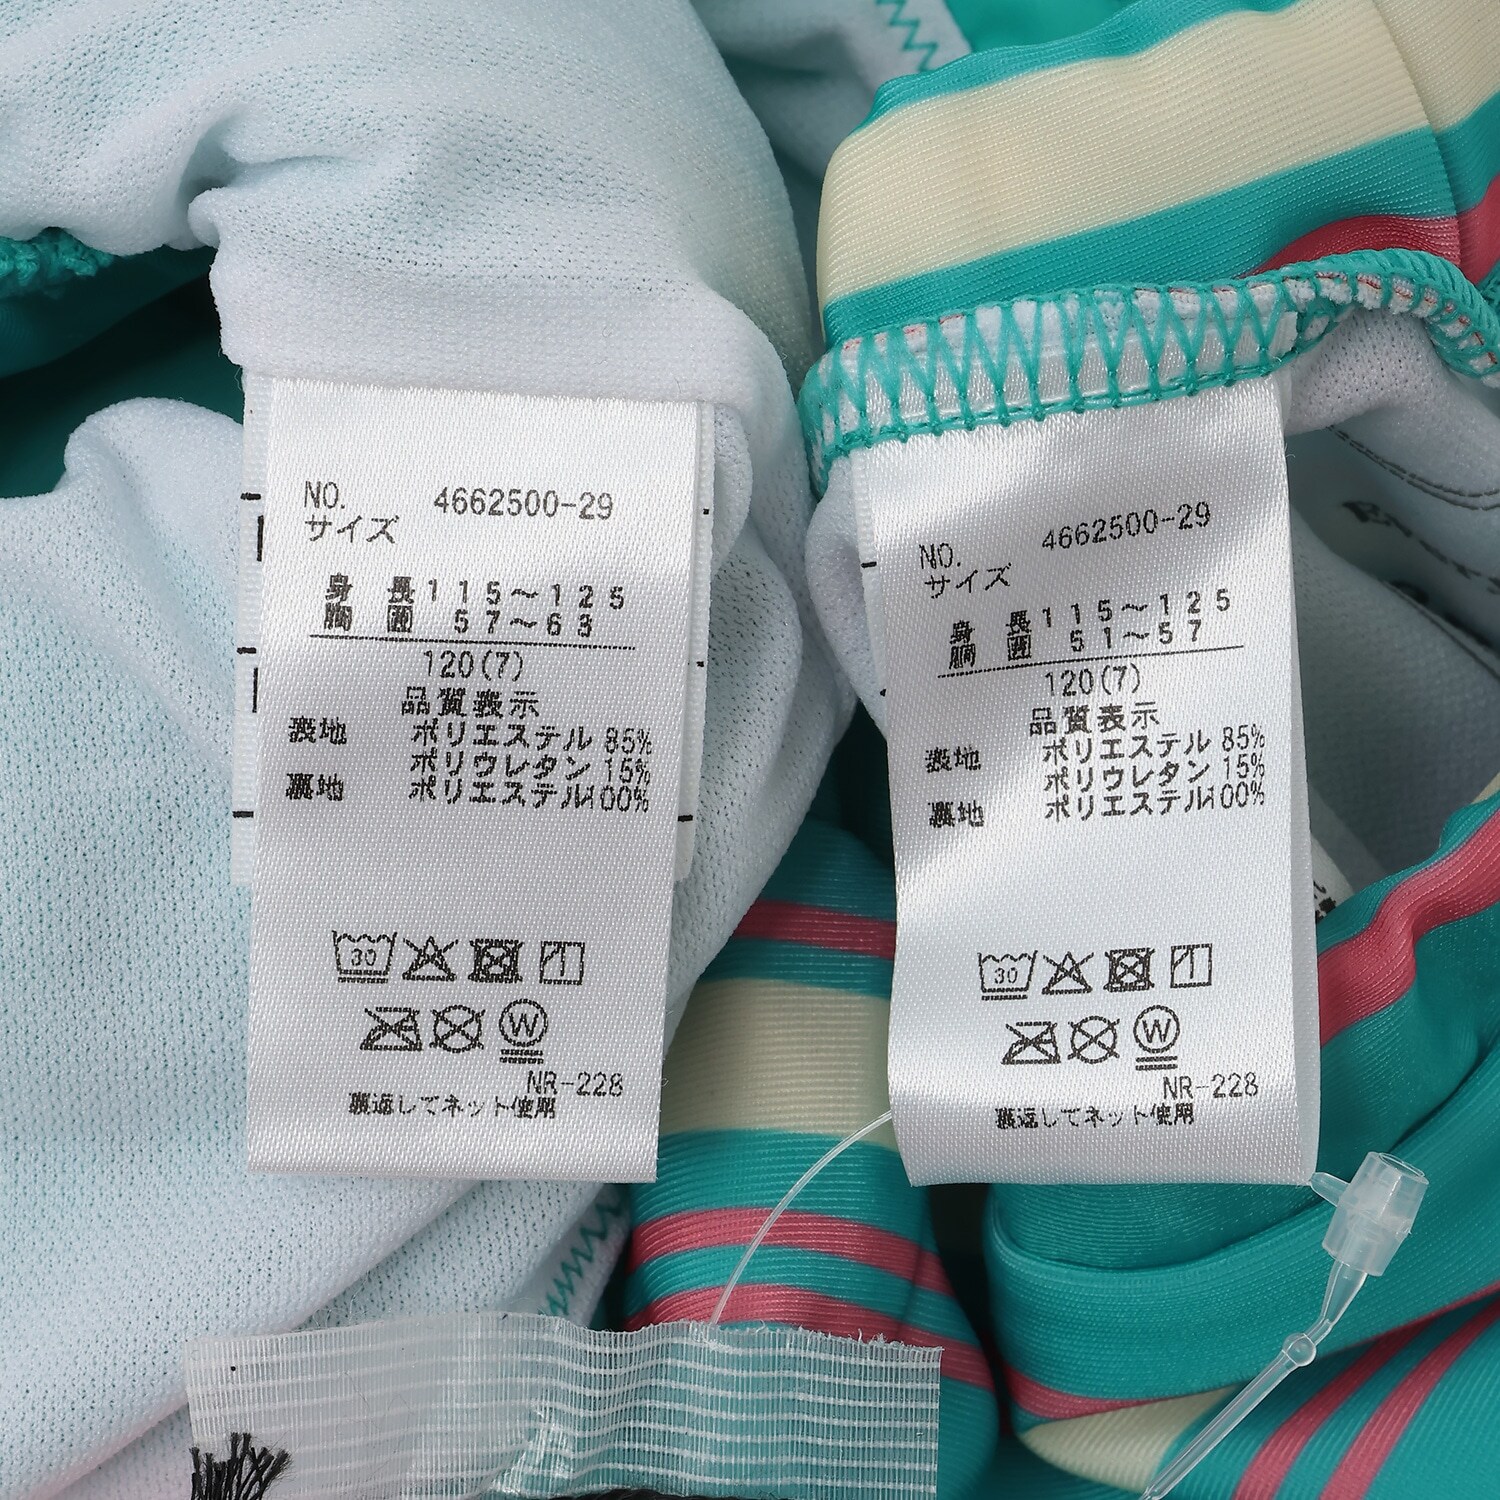 NO. 4662500-29
サイズ
身 長 115~125
胸 囲 57~63
120(7)
品質表示
表地 ポリエステル 85%
ポリウレタン 15%
裏地 ポリエステル100%
30
W
NR-228
裏返してネット使用
NO. 4662500-29
サイズ
身 長 115~125
胸 囲 51~57
120(7)
品質表示
表地 ポリエステル 85%
ポリウレタン 15%
裏地 ポリエステル100%
30
W
NR-228
裏返してネット使用